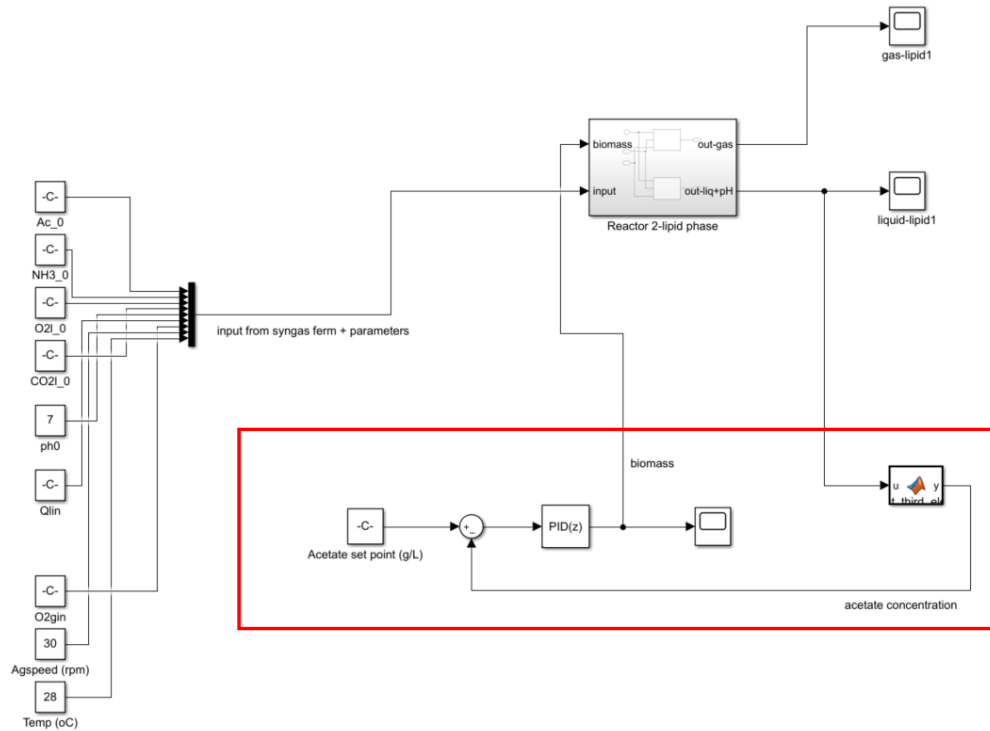 gas-lipid1
biomass
out-gas
input
out-liq+pH
Reactor 2-lipid phase
liquid-lipid1
-C-
Ac_0
-C-
NH3_0
-C-
O2l_0
-C-
CO2l_0
input from syngas ferm + parameters
7
ph0
-C-
Qlin
-C-
O2gin
30
Agspeed (rpm)
28
Temp (oC)
biomass
u
y
-C-
Acetate set point (g/L)
+
−
PID(z)
acetate concentration